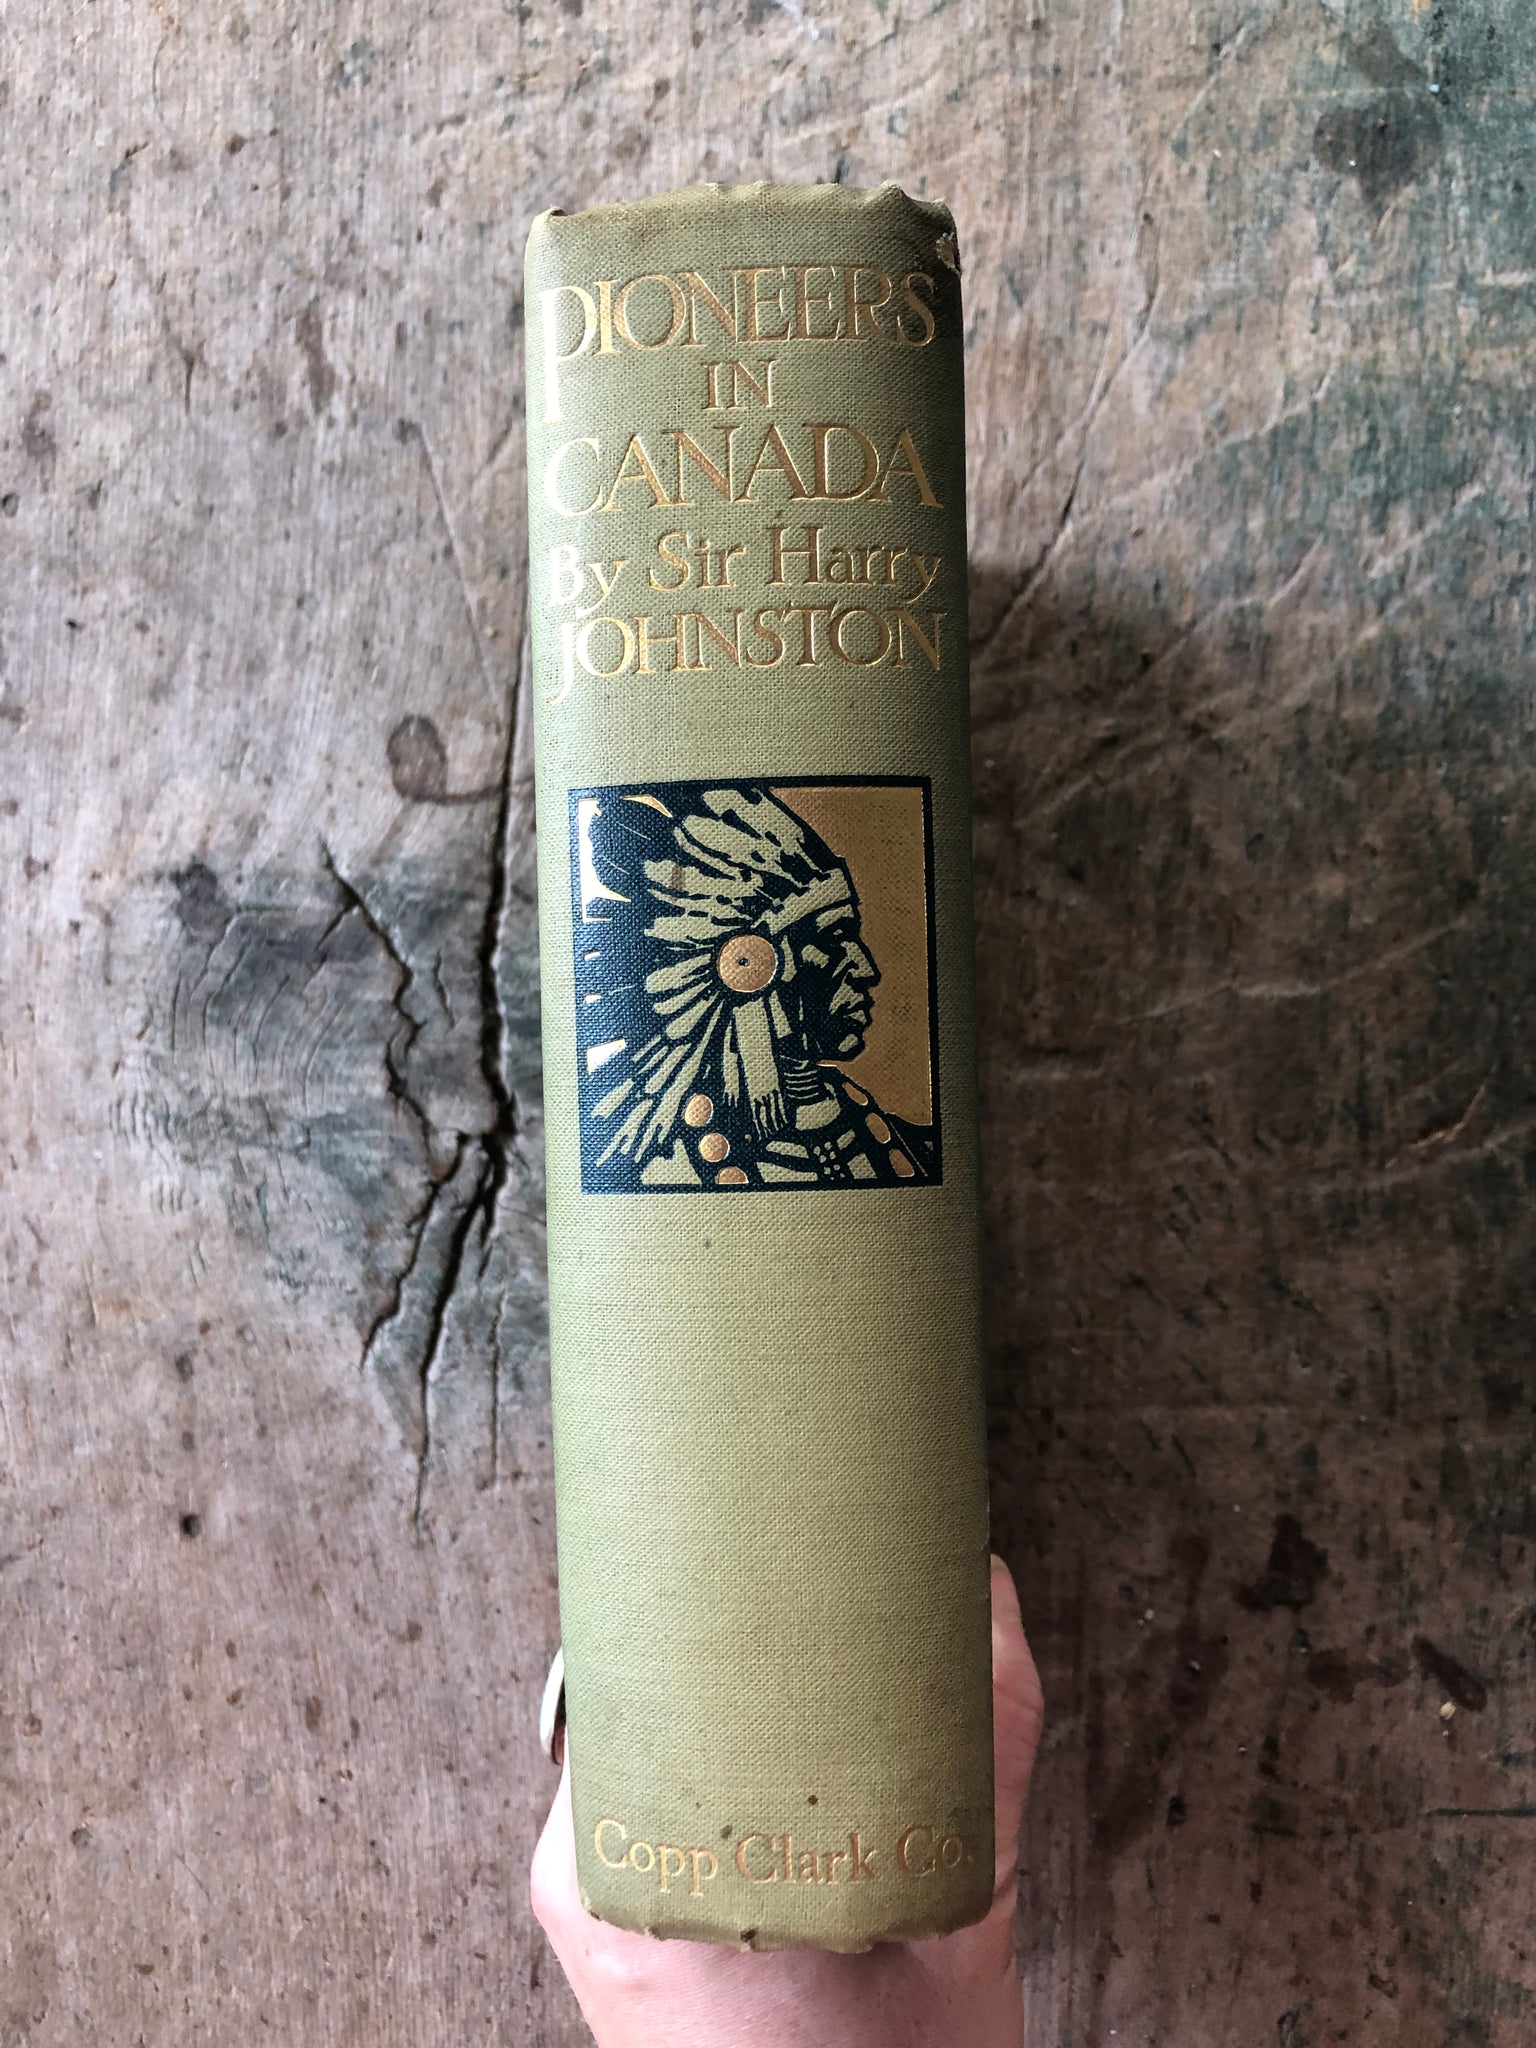 PIONEERS
IN
CANADA
By Sir Harry
JOHNSTON
Copp Clark Co.